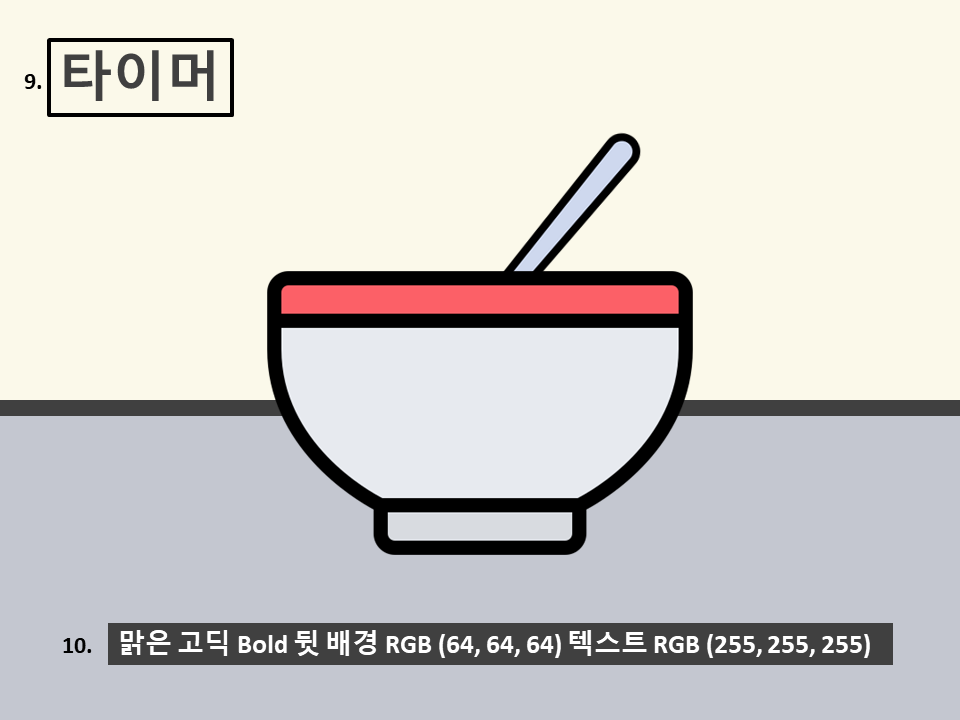 9. 타이머
10. 맑은 고딕 Bold 뒷 배경 RGB (64, 64, 64) 텍스트 RGB (255, 255, 255)